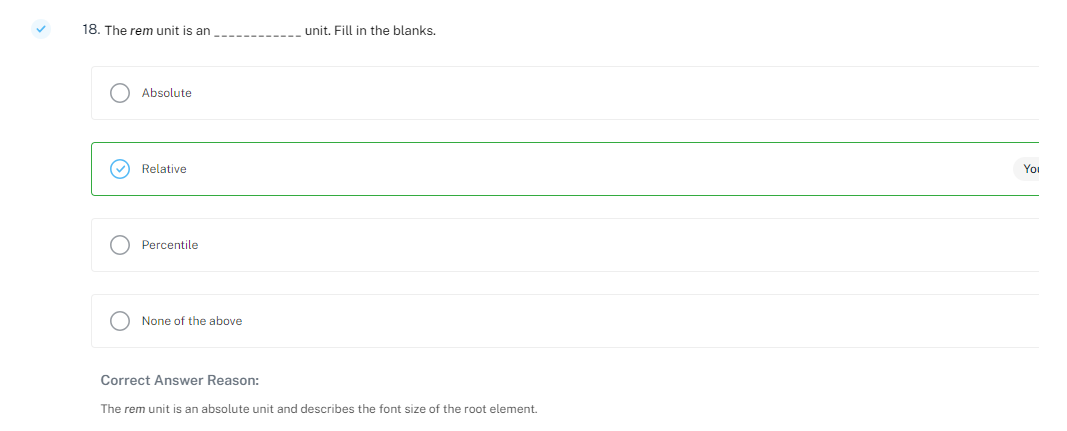 18. The rem unit is an ____________ unit. Fill in the blanks.
Absolute
Relative
You
Percentile
None of the above
Correct Answer Reason:
The rem unit is an absolute unit and describes the font size of the root element.